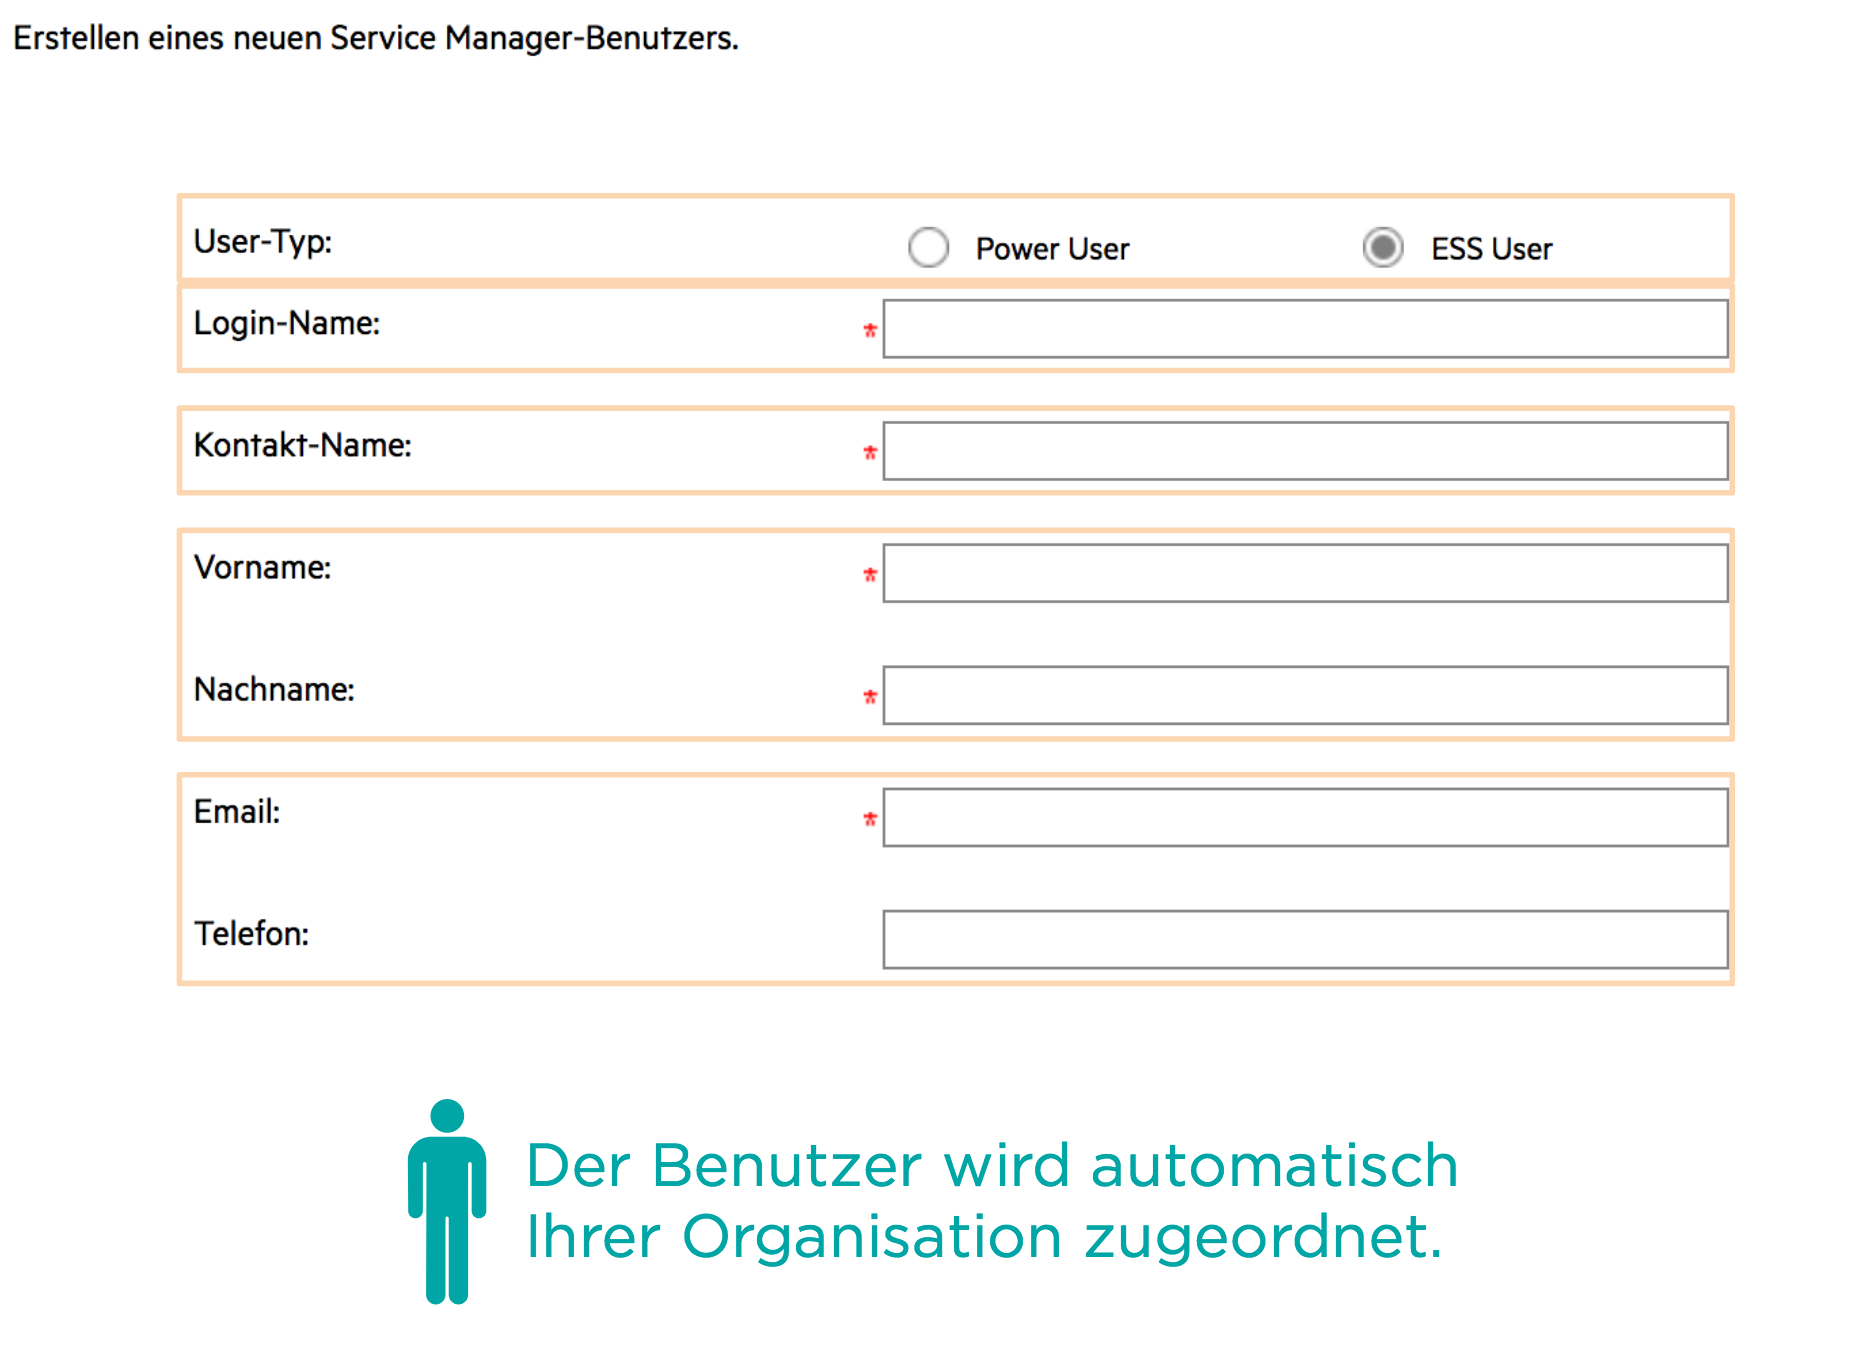 Erstellen eines neuen Service Manager-Benutzers.
User-Typ: Power User ESS User
Login-Name: *
Kontakt-Name: *
Vorname: *
Nachname: *
Email: *
Telefon:
Der Benutzer wird automatisch
Ihrer Organisation zugeordnet.